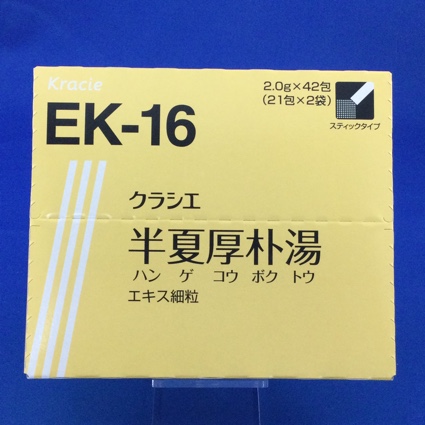 Kracie
2.0g×42包
(21包×2袋)
スティックタイプ
EK-16
クラシエ
半夏厚朴湯
ハン ゲ コウ ボク トウ
エキス細粒